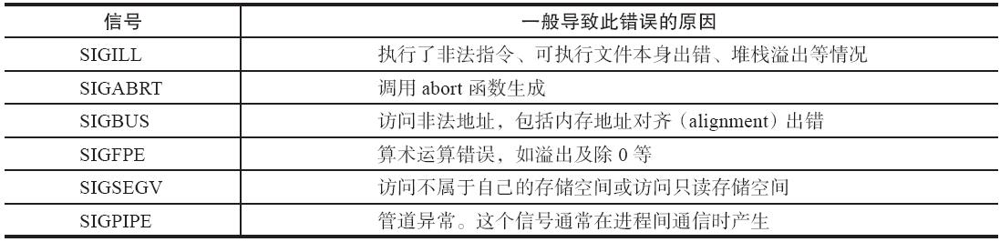 信号 一般导致此错误的原因
SIGILL 执行了非法指令、可执行文件本身出错、堆栈溢出等情况
SIGABRT 调用 abort 函数生成
SIGBUS 访问非法地址，包括内存地址对齐（alignment）出错
SIGFPE 算术运算错误，如溢出及除 0 等
SIGSEGV 访问不属于自己的存储空间或访问只读存储空间
SIGPIPE 管道异常。这个信号通常在进程间通信时产生